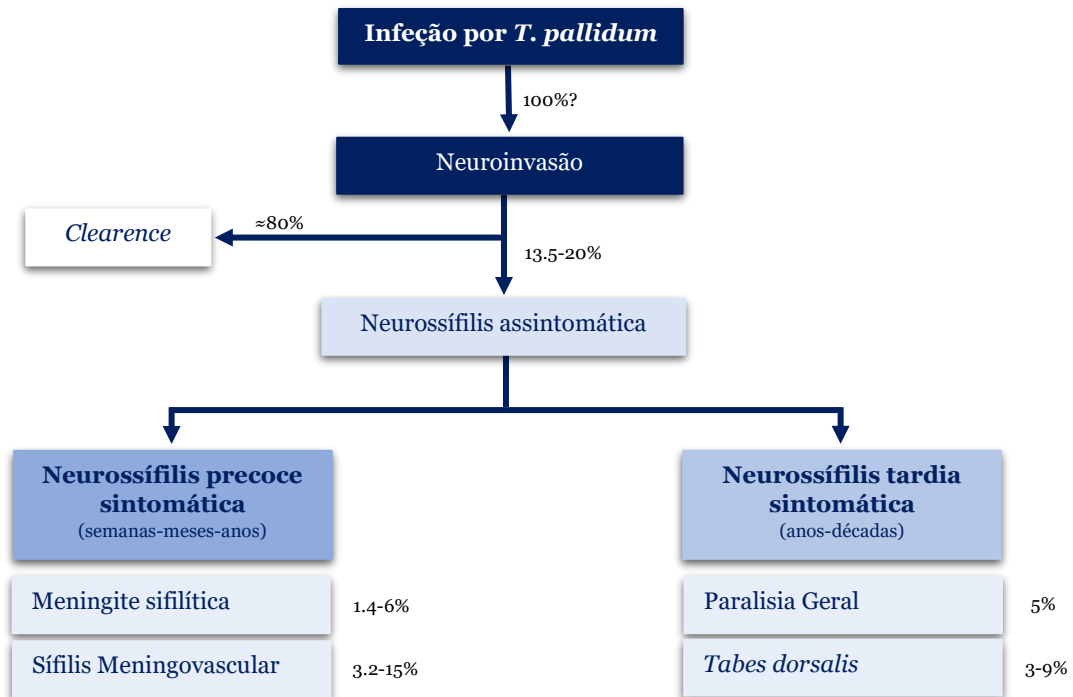 Infeção por T. pallidum
100%?
Neuroinvasão
Clearence
≈80%
13.5-20%
Neurossífilis assintomática
Neurossífilis precoce
sintomática
(semanas-meses-anos)
Meningite sifilítica
1.4-6%
Sífilis Meningovascular
3.2-15%
Neurossífilis tardia
sintomática
(anos-décadas)
Paralisia Geral
5%
Tabes dorsalis
3-9%